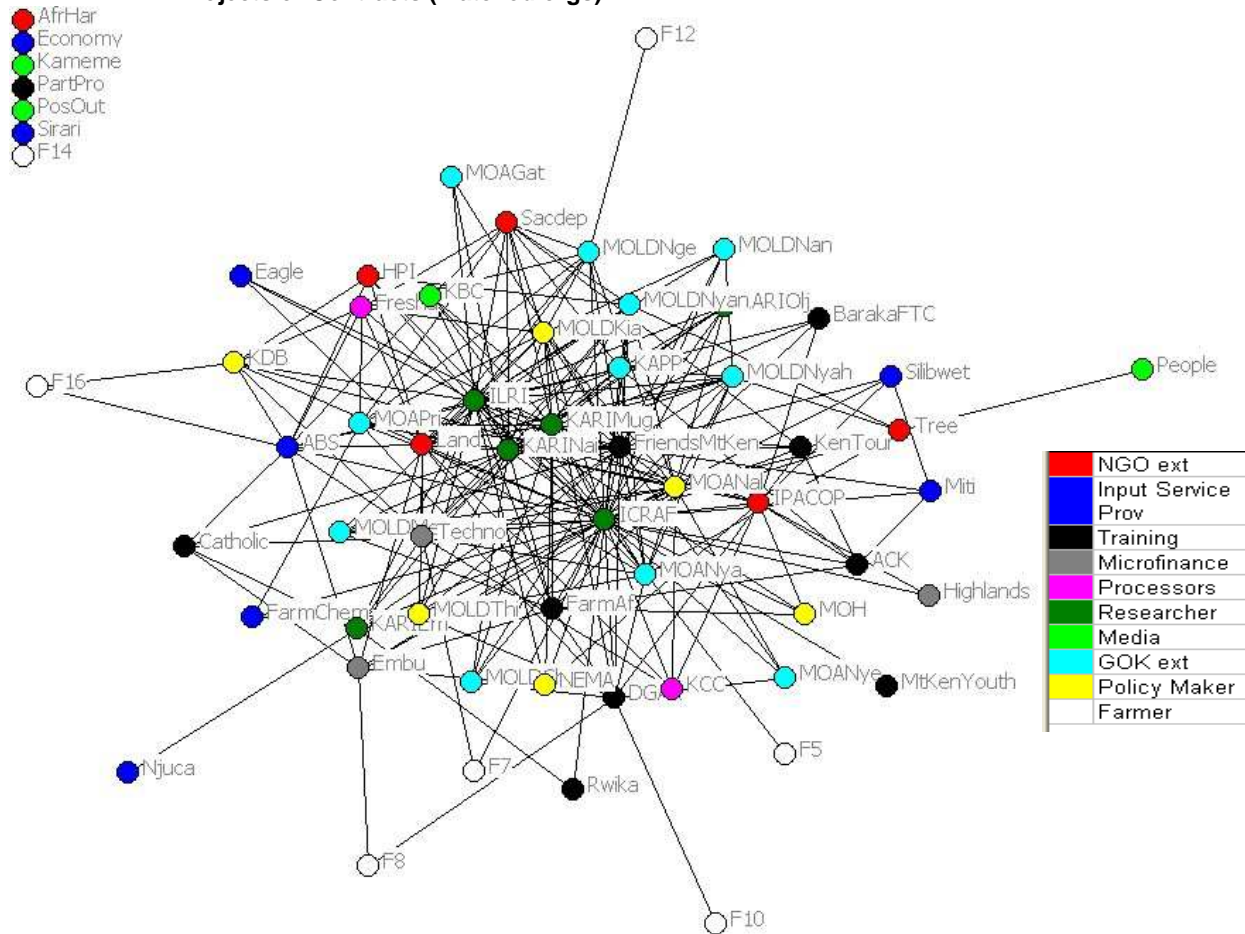 AfrHar
Economy
Kameme
PartPro
PosOut
Sirari
F14
F12
MOAGat
Sacdep
MOLDNge
MOLDNan
Eagle
HPI
KBC
Fresha
MOLDNyan
ARIOlj
BarakaFTC
MOLDKia
KDB
KAPP
MOLDNyah
Silibwet
People
F16
ILRI
MOAPri
KARIMug
Tree
ABS
Land
KARINai
FriendsMtKen
KenTour
MOANai
Miti
IPACOP
ICRAF
MOLDM
Techno
Catholic
ACK
MOANya
Highlands
FarmChem
KARIEm
MOLDThi
FarmAf
MOH
Embu
MOLD
NEMA
DGA
KCC
MOANye
MtKenYouth
F5
Njuca
F7
Rwika
F8
F10
NGO ext
Input Service
Prov
Training
Microfinance
Processors
Researcher
Media
GOK ext
Policy Maker
Farmer